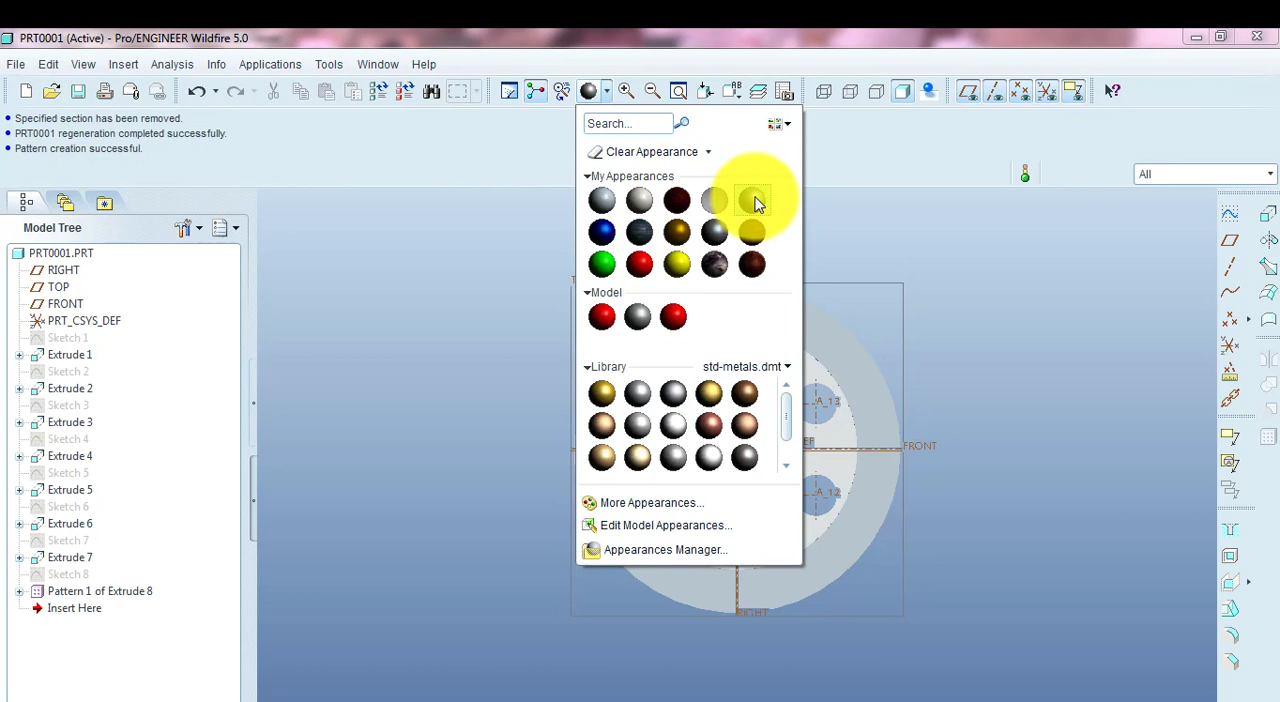 PRT0001 (Active) - Pro/ENGINEER Wildfire 5.0
File Edit View Insert Analysis Info Applications Tools Window Help
Specified section has been removed.
PRT0001 regeneration completed successfully.
Pattern creation successful.
All
Search...
Clear Appearance
My Appearances
Model
Library std-metals.dmt
More Appearances...
Edit Model Appearances...
Appearances Manager...
Model Tree
PRT0001.PRT
RIGHT
TOP
FRONT
PRT_CSYS_DEF
Sketch 1
Extrude 1
Sketch 2
Extrude 2
Sketch 3
Extrude 3
Sketch 4
Extrude 4
Sketch 5
Extrude 5
Sketch 6
Extrude 6
Sketch 7
Extrude 7
Sketch 8
Pattern 1 of Extrude 8
Insert Here
A_13
EF
FRONT
A_12
RIGHT